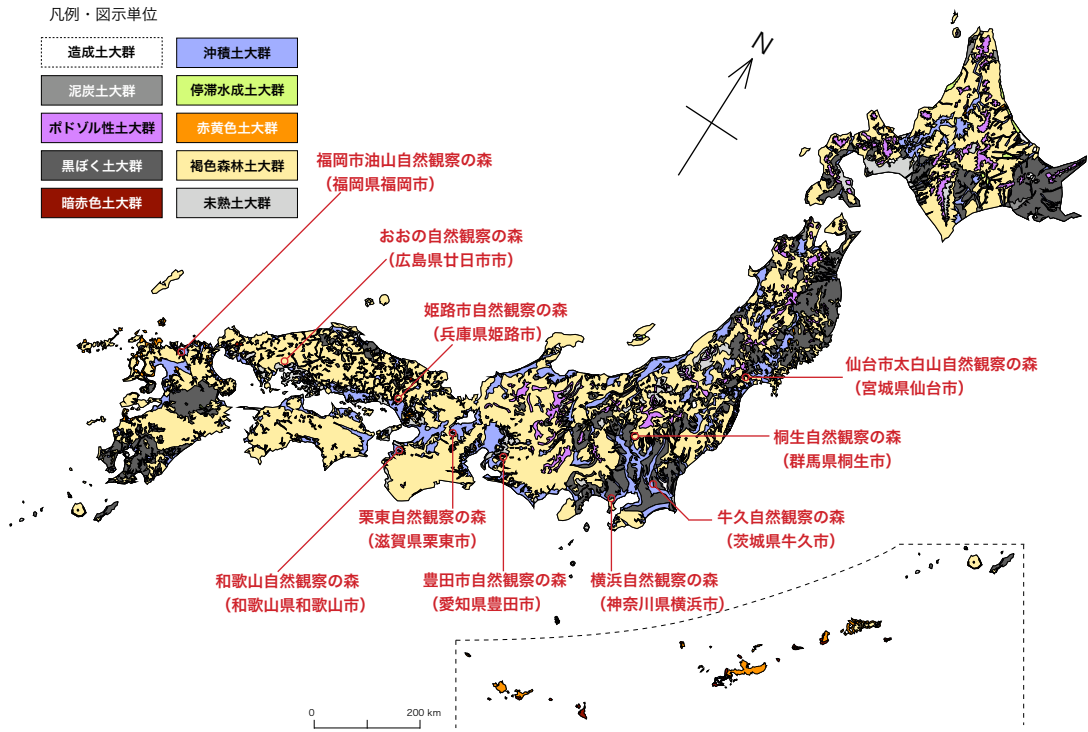 凡例・図示単位
造成土大群
沖積土大群
泥炭土大群
停滞水成土大群
ポドゾル性土大群
赤黄色土大群
黒ぼく土大群
褐色森林土大群
暗赤色土大群
未熟土大群
N
福岡市油山自然観察の森
（福岡県福岡市）
おおの自然観察の森
（広島県廿日市市）
姫路市自然観察の森
（兵庫県姫路市）
仙台市太白山自然観察の森
（宮城県仙台市）
桐生自然観察の森
（群馬県桐生市）
牛久自然観察の森
（茨城県牛久市）
栗東自然観察の森
（滋賀県栗東市）
和歌山自然観察の森
（和歌山県和歌山市）
豊田市自然観察の森
（愛知県豊田市）
横浜自然観察の森
（神奈川県横浜市）
0 200 km